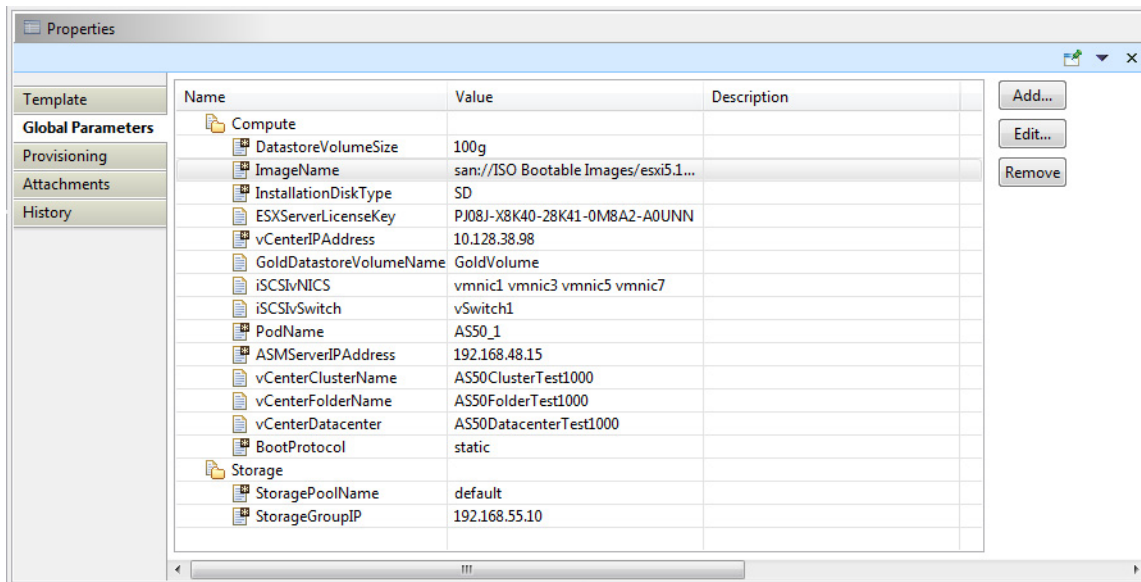 Properties
Template
Global Parameters
Provisioning
Attachments
History
Name Value Description
Compute
DatastoreVolumeSize 100g
ImageName san://ISO Bootable Images/esxi5.1...
InstallationDiskType SD
ESXServerLicenseKey PJ08J-X8K40-28K41-0M8A2-A0UNN
vCenterIPAddress 10.128.38.98
GoldDatastoreVolumeName GoldVolume
iSCSIvNICS vmnic1 vmnic3 vmnic5 vmnic7
iSCSIvSwitch vSwitch1
PodName AS50_1
ASMServerIPAddress 192.168.48.15
vCenterClusterName AS50ClusterTest1000
vCenterFolderName AS50FolderTest1000
vCenterDatacenter AS50DatacenterTest1000
BootProtocol static
Storage
StoragePoolName default
StorageGroupIP 192.168.55.10
Add...
Edit...
Remove